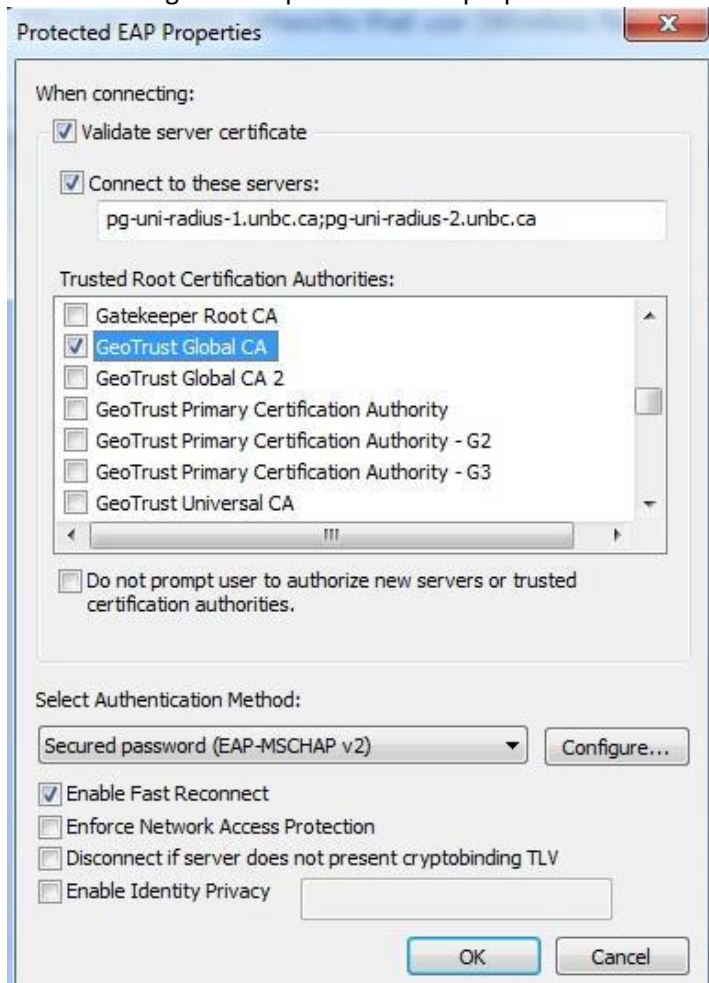 Protected EAP Properties
When connecting:
Validate server certificate
Connect to these servers:
pg-uni-radius-1.unbc.ca;pg-uni-radius-2.unbc.ca
Trusted Root Certification Authorities:
Gatekeeper Root CA
GeoTrust Global CA
GeoTrust Global CA 2
GeoTrust Primary Certification Authority
GeoTrust Primary Certification Authority - G2
GeoTrust Primary Certification Authority - G3
GeoTrust Universal CA
Do not prompt user to authorize new servers or trusted
certification authorities.
Select Authentication Method:
Secured password (EAP-MSCHAP v2) Configure...
Enable Fast Reconnect
Enforce Network Access Protection
Disconnect if server does not present cryptobinding TLV
Enable Identity Privacy
OK Cancel